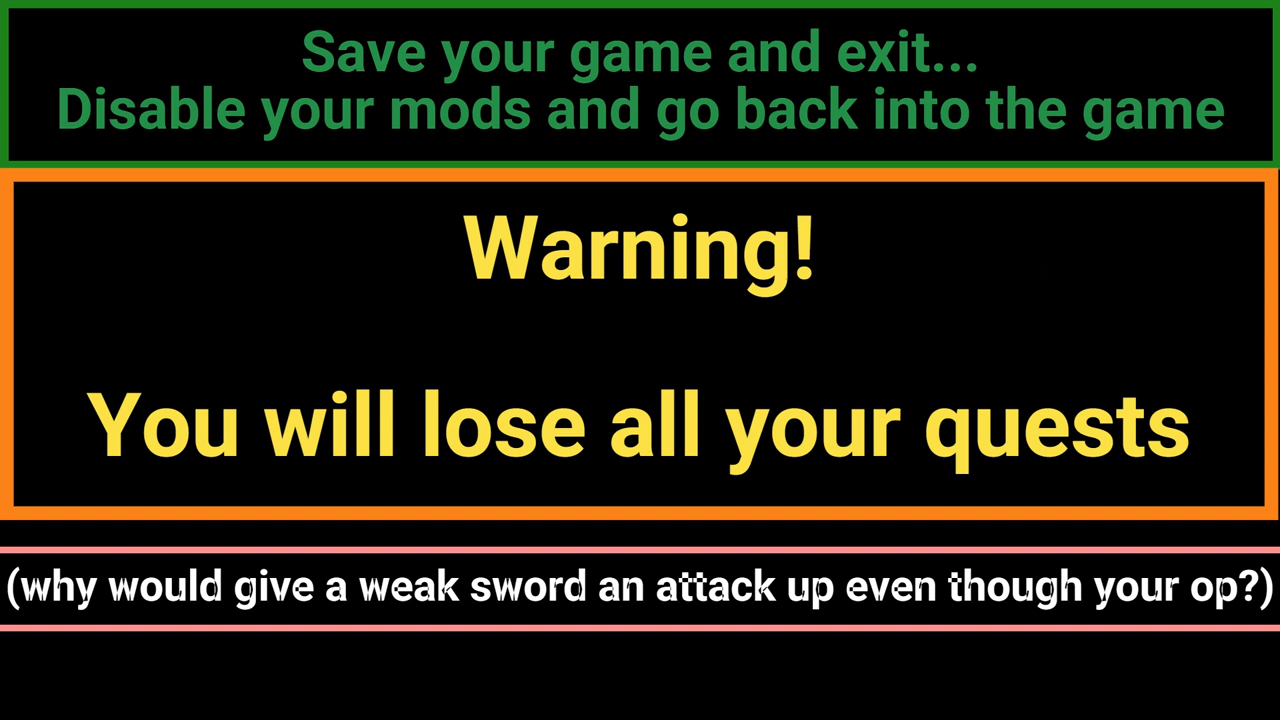 Save your game and exit...
Disable your mods and go back into the game
Warning!
You will lose all your quests
(why would give a weak sword an attack up even though your op?)